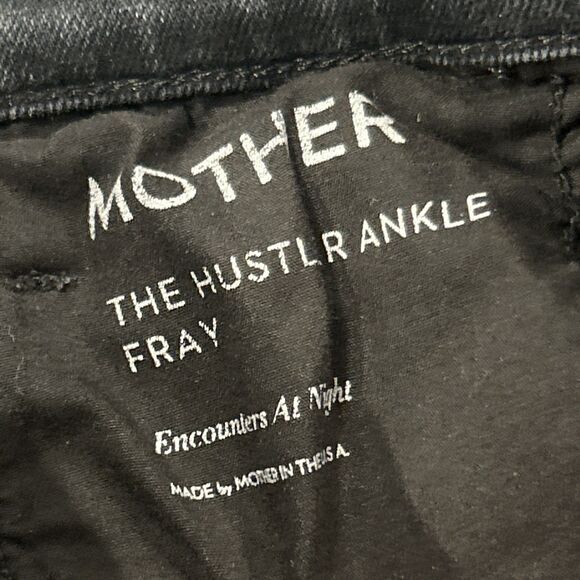 MOTHER
THE HUSTLR ANKLE
FRAY
Encounters At Night
MADE by MOTHER IN THE U.S.A.